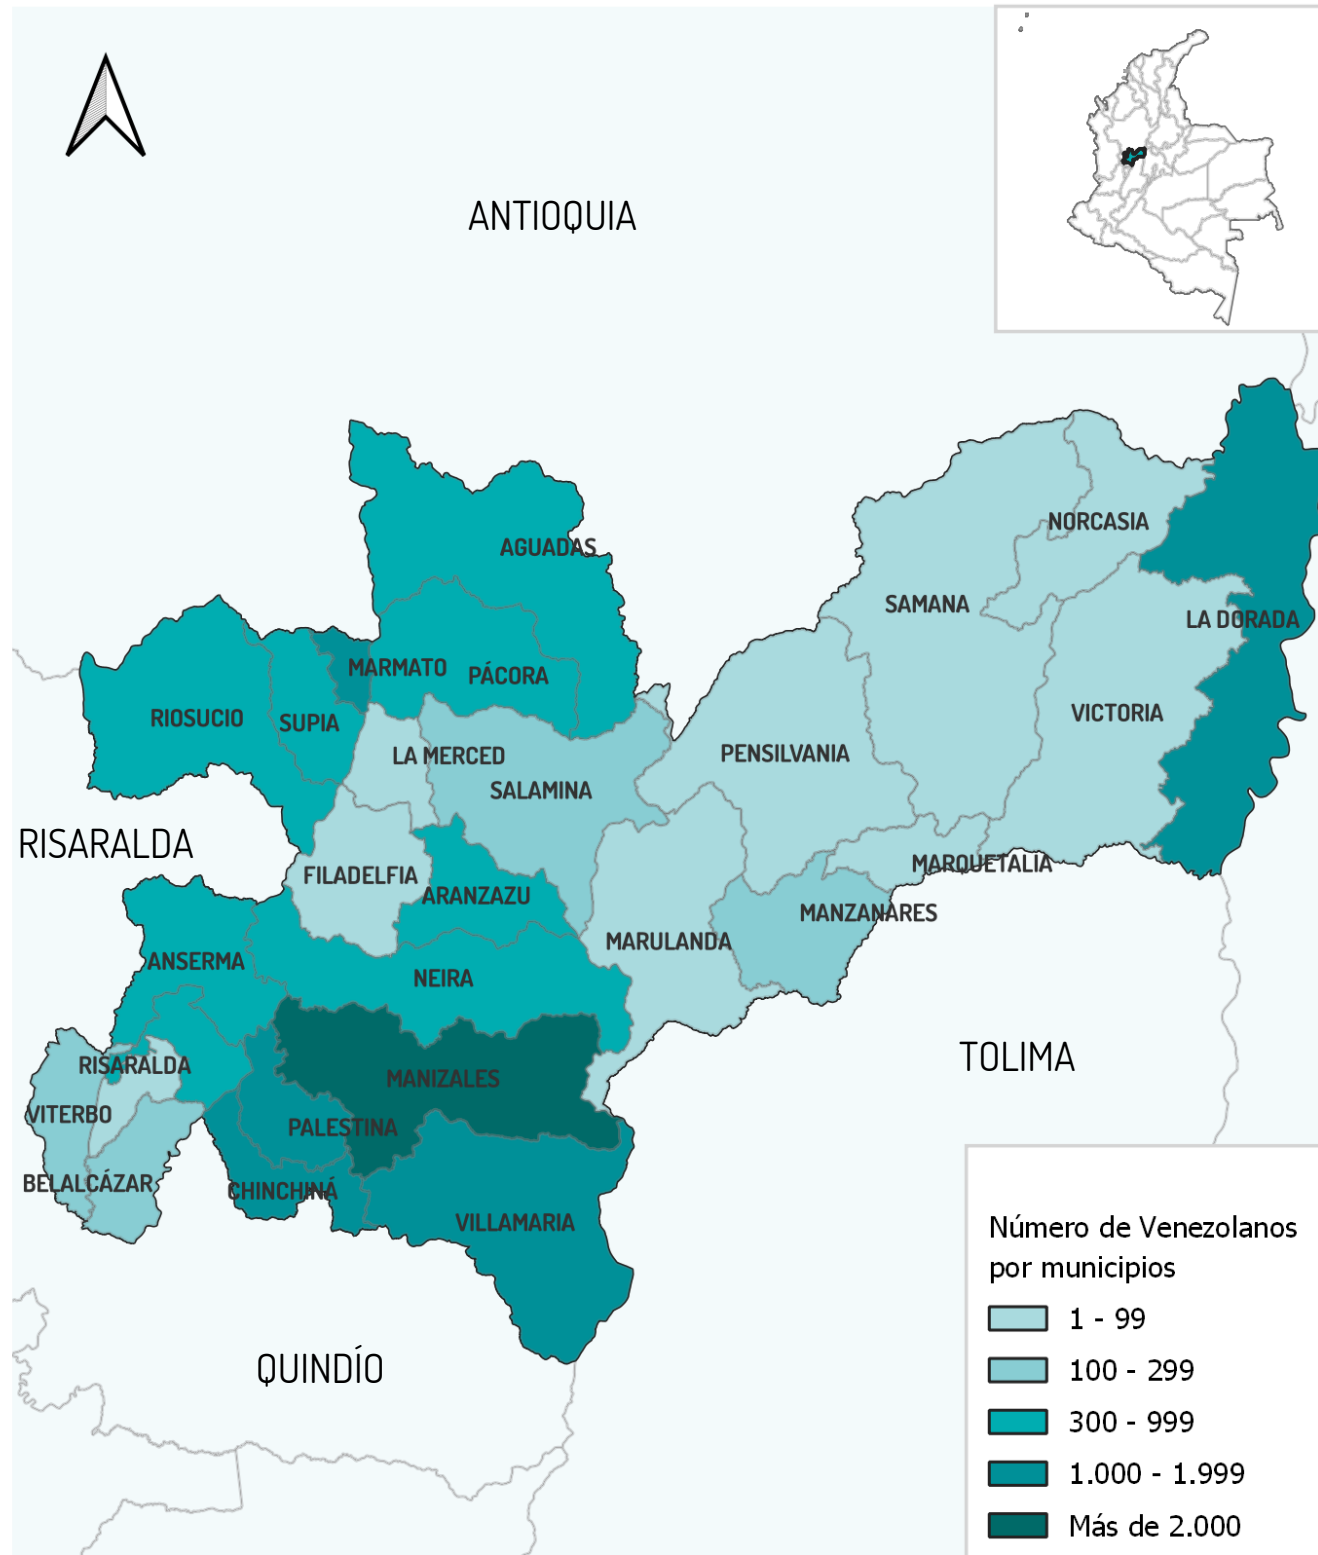 ANTIOQUIA
AGUADAS
NORCASIA
SAMANA
LA DORADA
MARMATO
PÁCORA
RIOSUCIO
SUPIA
VICTORIA
LA MERCED
PENSILVANIA
SALAMINA
RISARALDA
MARQUETALIA
FILADELFIA
ARANZAZU
MANZANARES
MARULANDA
ANSERMA
NEIRA
TOLIMA
RISARALDA
MANIZALES
VITERBO
PALESTINA
BELALCÁZAR
CHINCHINÁ
VILLAMARIA
QUINDÍO
Número de Venezolanos
por municipios
1 - 99
100 - 299
300 - 999
1.000 - 1.999
Más de 2.000